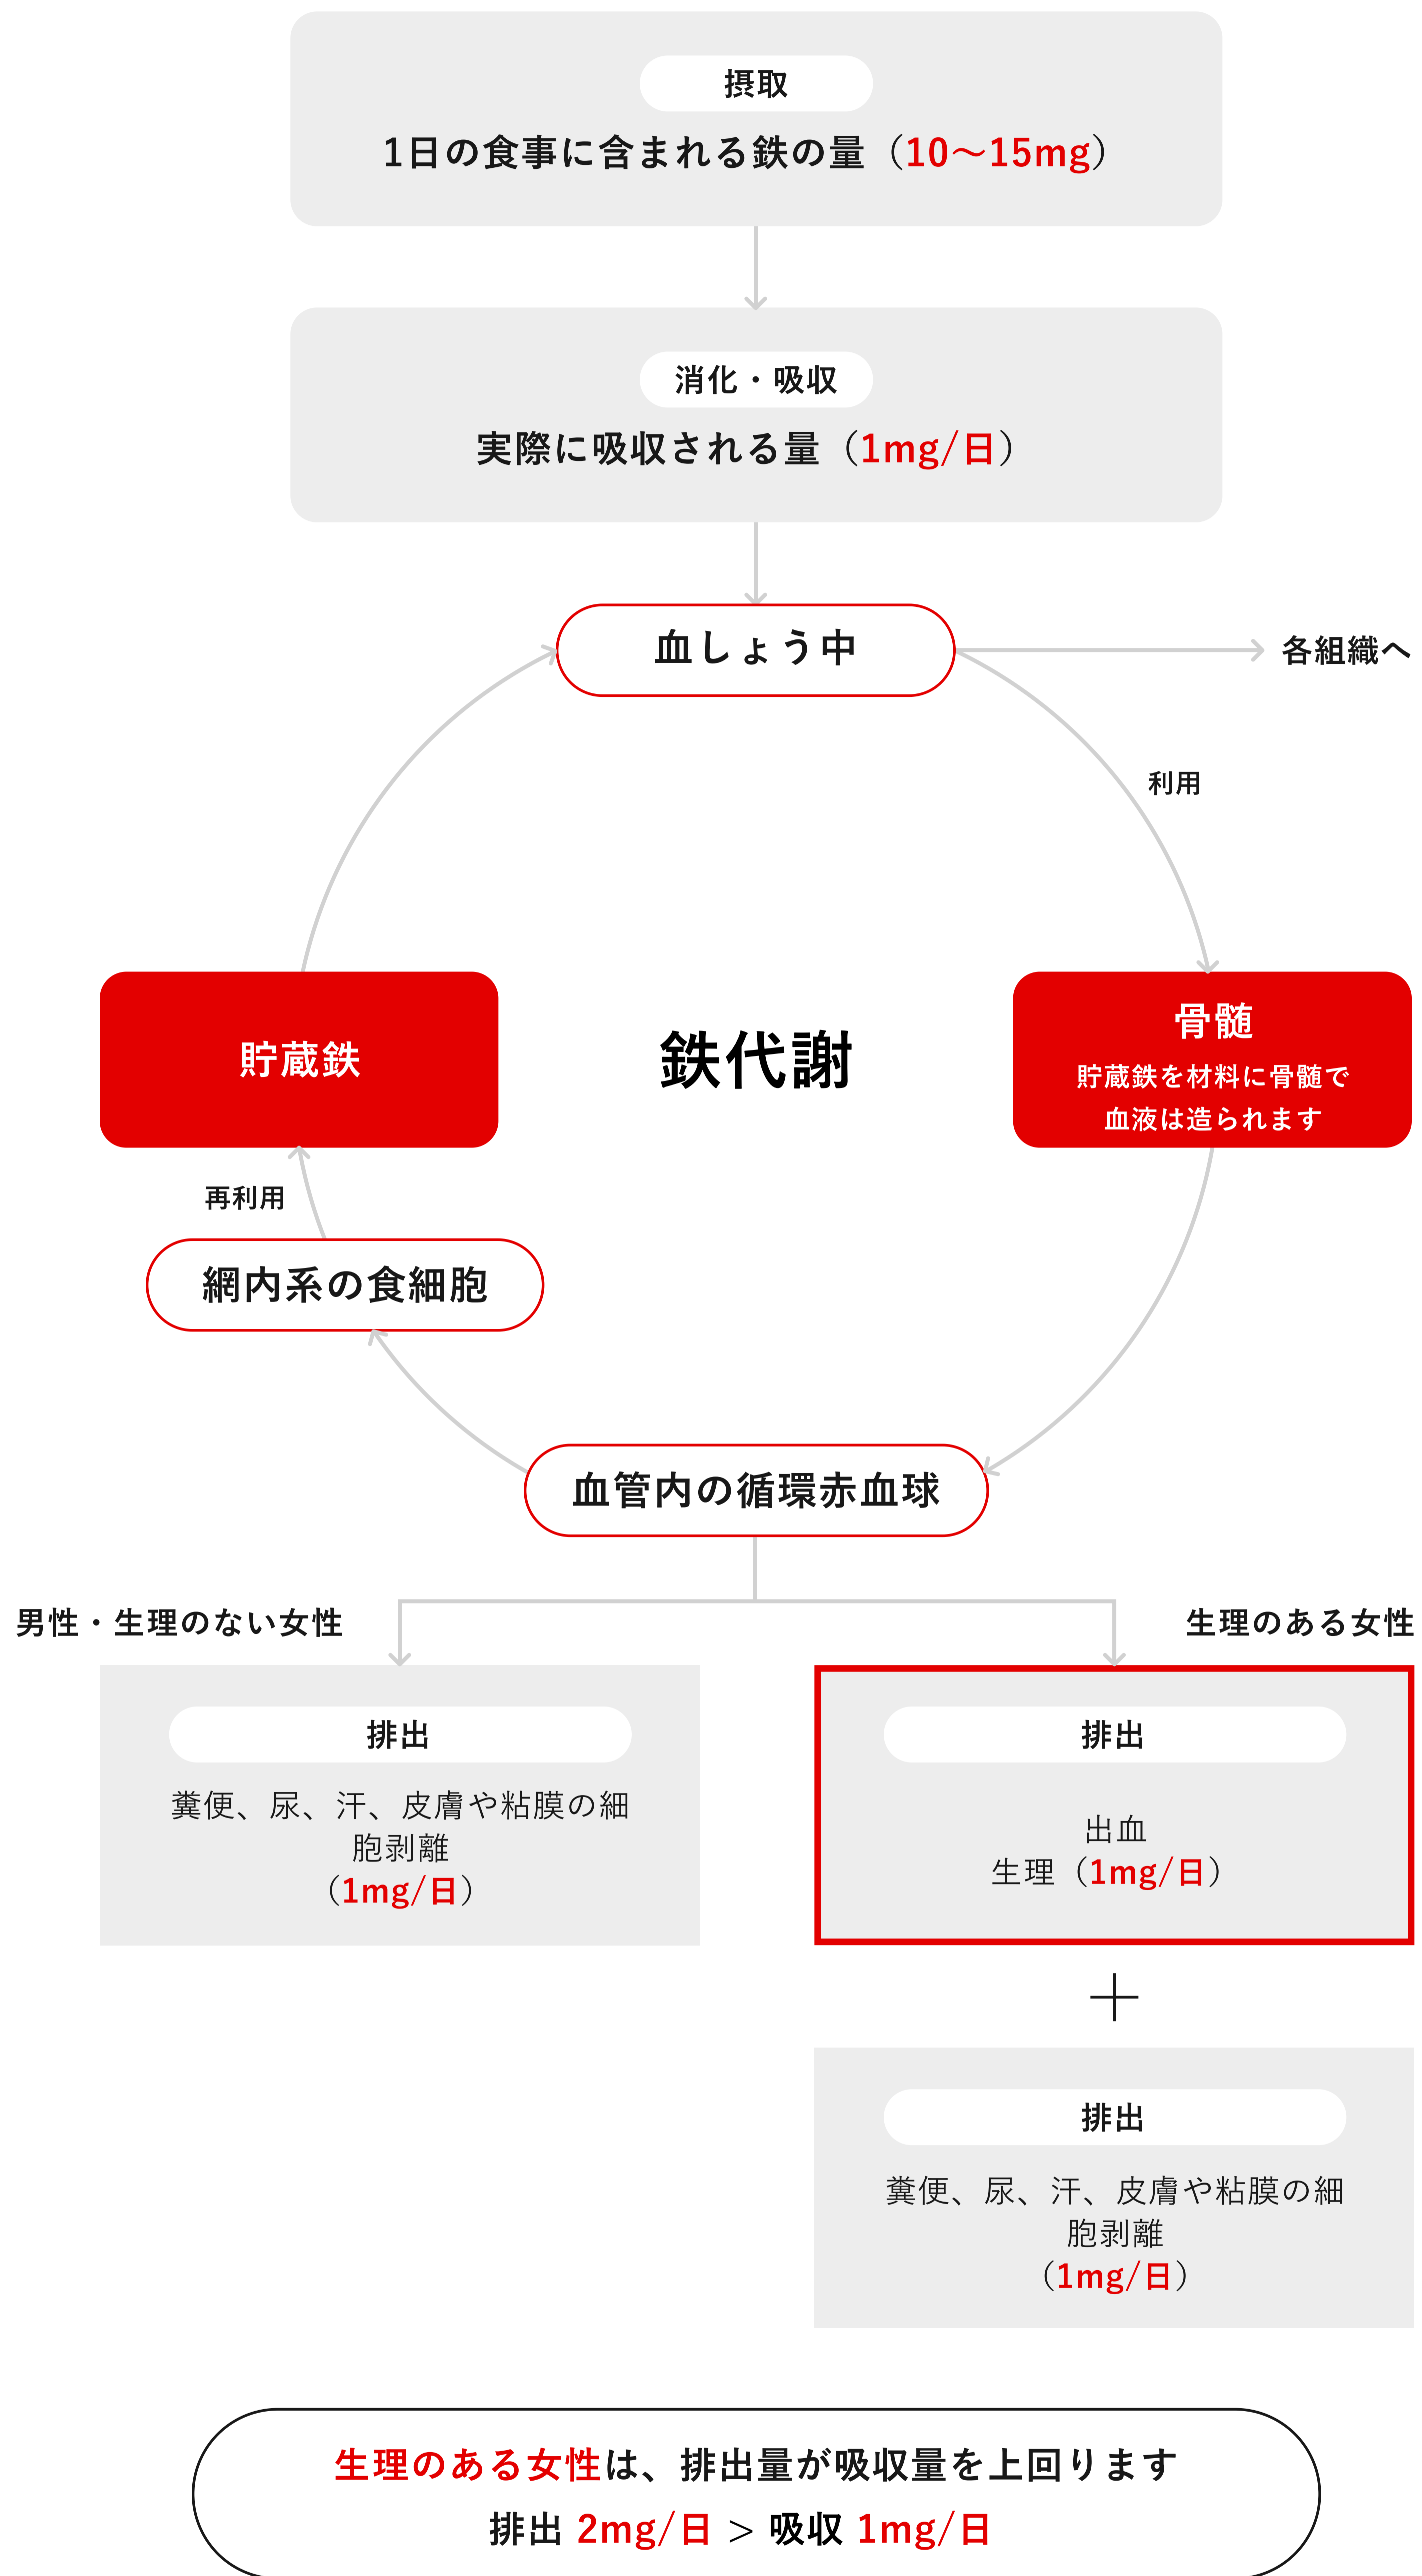 摂取
1日の食事に含まれる鉄の量（10〜15mg）
消化・吸収
実際に吸収される量（1mg/日）
血しょう中
各組織へ
利用
貯蔵鉄
鉄代謝
骨髄
貯蔵鉄を材料に骨髄で
血液は造られます
再利用
網内系の食細胞
血管内の循環赤血球
男性・生理のない女性
生理のある女性
排出
糞便、尿、汗、皮膚や粘膜の細
胞剥離
（1mg/日）
排出
出血
生理（1mg/日）
＋
排出
糞便、尿、汗、皮膚や粘膜の細
胞剥離
（1mg/日）
生理のある女性は、排出量が吸収量を上回ります
排出 2mg/日 > 吸収 1mg/日